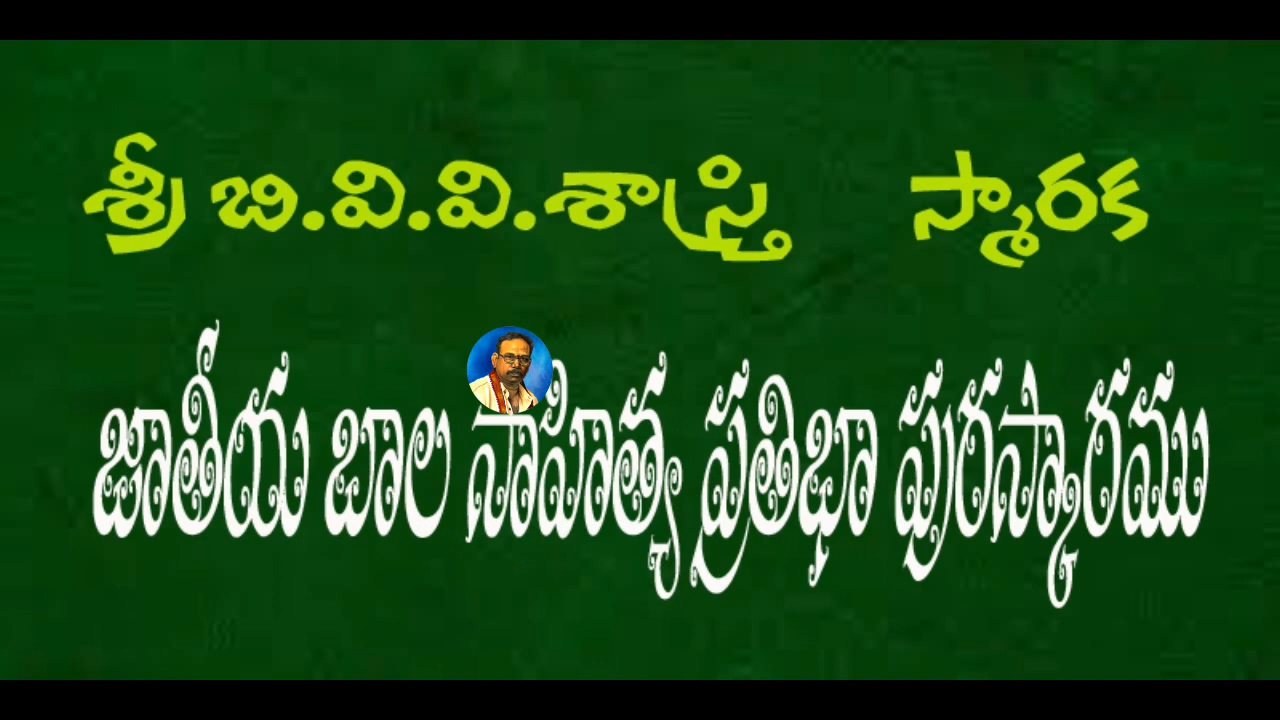 శ్రీ బి.వి.వి.శాస్త్రి స్మారక
జాతీయ బాల సాహిత్య ప్రతిభా పురస్కారము